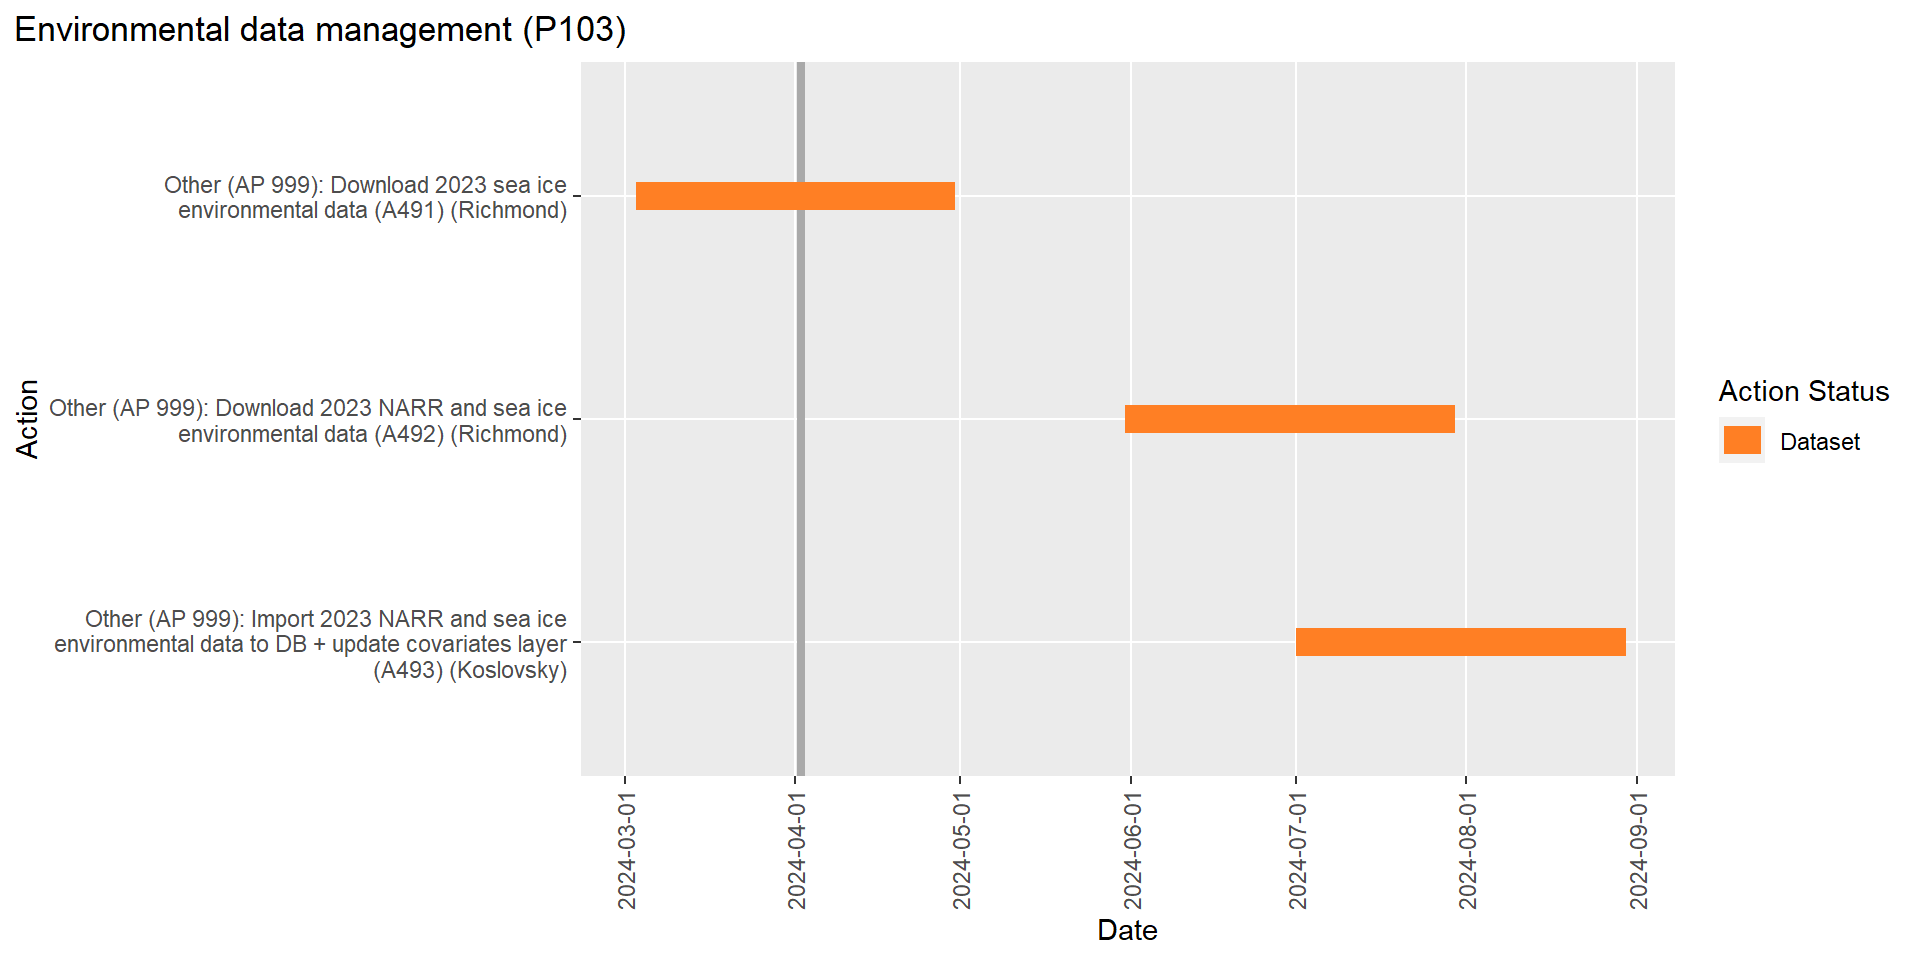 Environmental data management (P103)
Action
Other (AP 999): Download 2023 sea ice
environmental data (A491) (Richmond)
Other (AP 999): Download 2023 NARR and sea ice
environmental data (A492) (Richmond)
Other (AP 999): Import 2023 NARR and sea ice
environmental data to DB + update covariates layer
(A493) (Koslovsky)
2024-03-01
2024-04-01
2024-05-01
2024-06-01
2024-07-01
2024-08-01
2024-09-01
Date
Action Status
Dataset